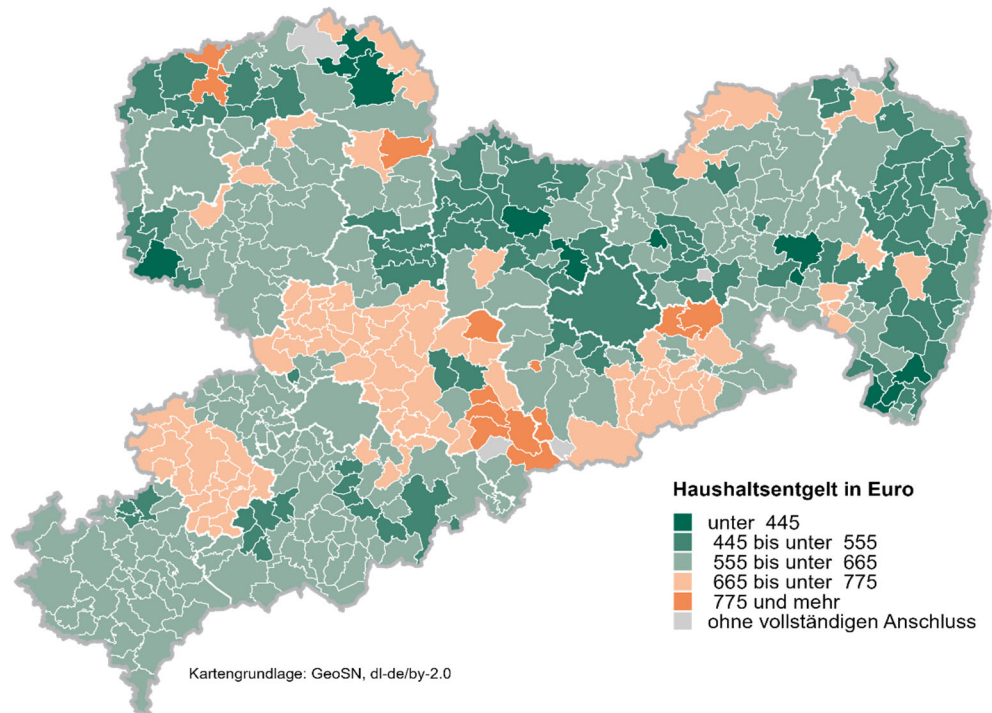 Haushaltsentgelt in Euro
unter 445
445 bis unter 555
555 bis unter 665
665 bis unter 775
775 und mehr
ohne vollständigen Anschluss
Kartengrundlage: GeoSN, dl-de/by-2.0